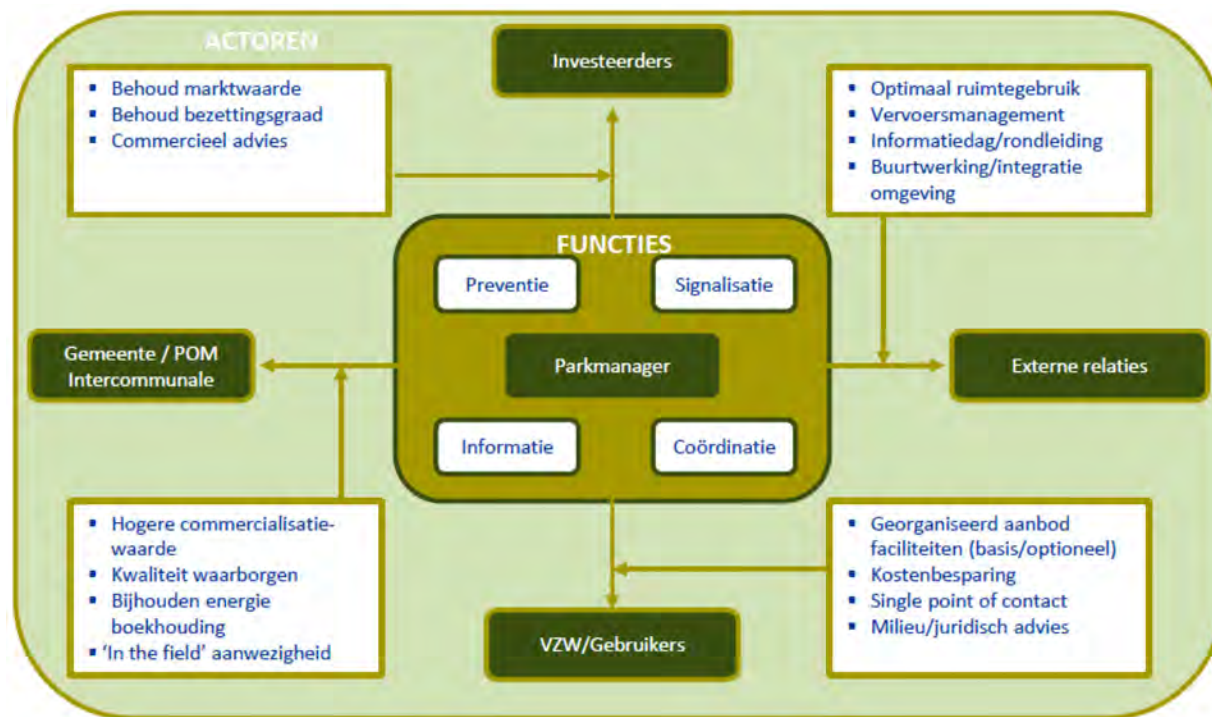 ACTOREN
Investeerders
▪ Behoud marktwaarde
▪ Behoud bezettingsgraad
▪ Commercieel advies
▪ Optimaal ruimtegebruik
▪ Vervoersmanagement
▪ Informatiedag/rondleiding
▪ Buurtwerking/integratie
omgeving
FUNCTIES
Preventie
Signalisatie
Gemeente / POM
Intercommunale
Parkmanager
Externe relaties
Informatie
Coördinatie
▪ Hogere commercialisatie-
waarde
▪ Kwaliteit waarborgen
▪ Bijhouden energie
boekhouding
▪ ‘In the field’ aanwezigheid
VZW/Gebruikers
▪ Georganiseerd aanbod
faciliteiten (basis/optioneel)
▪ Kostenbesparing
▪ Single point of contact
▪ Milieu/juridisch advies